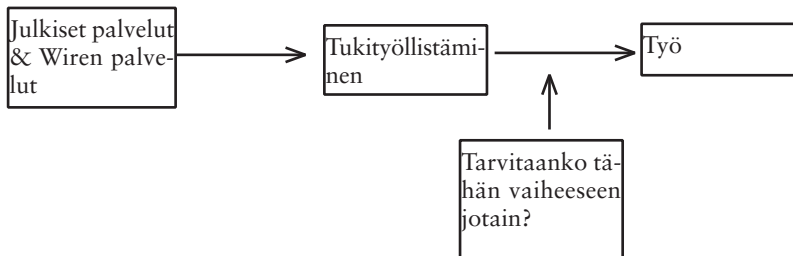 Julkiset palvelut
& Wiren palve-
lut
Tukityöllistämi-
nen
Työ
Tarvitaanko tä-
hän vaiheeseen
jotain?